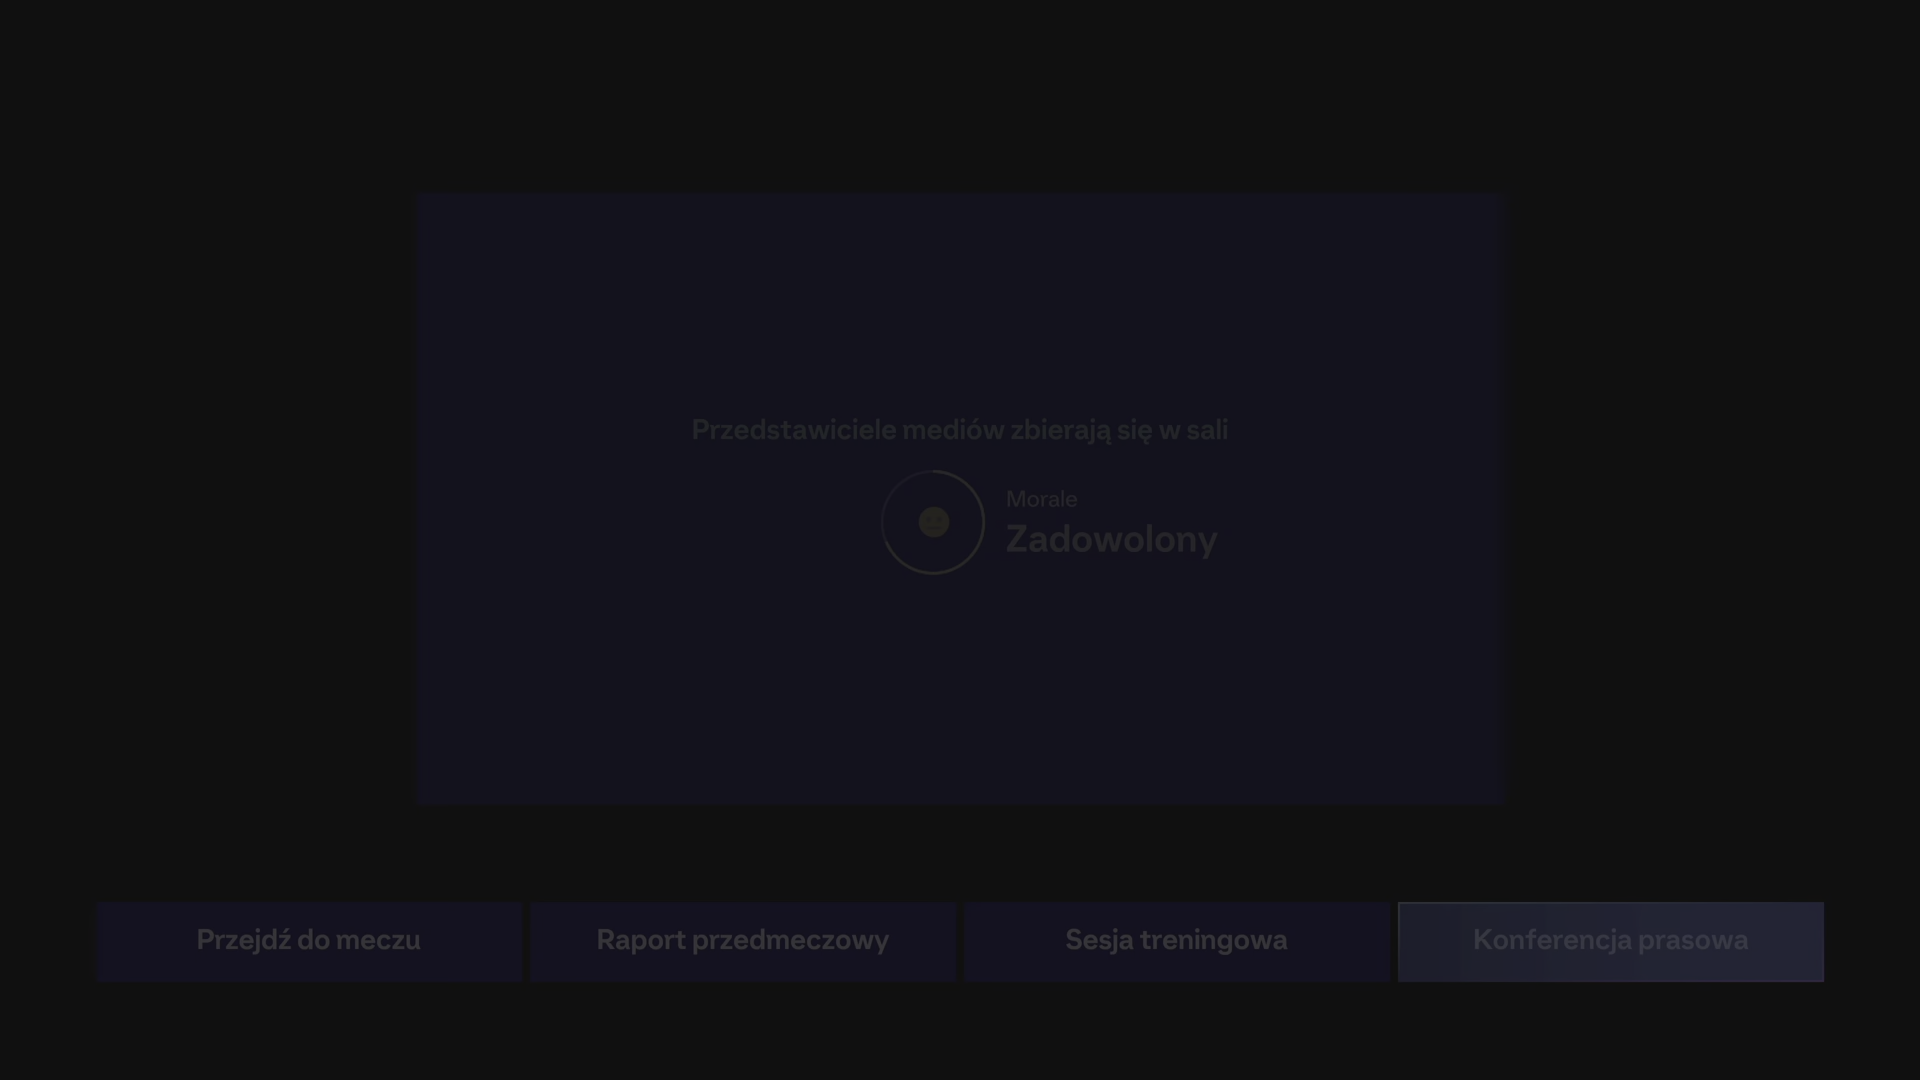 Przedstawiciele mediów zbierają się w sali
Morale
Zadowolony
Przejdź do meczu
Raport przedmeczowy
Sesja treningowa
Konferencja prasowa